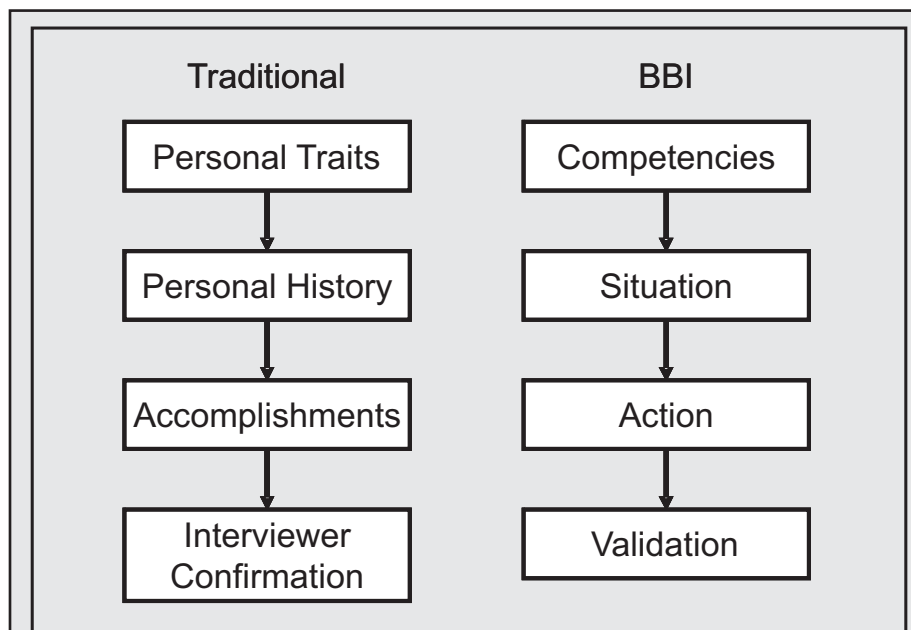 Traditional
Personal Traits
Personal History
Accomplishments
Interviewer
Confirmation
BBI
Competencies
Situation
Action
Validation